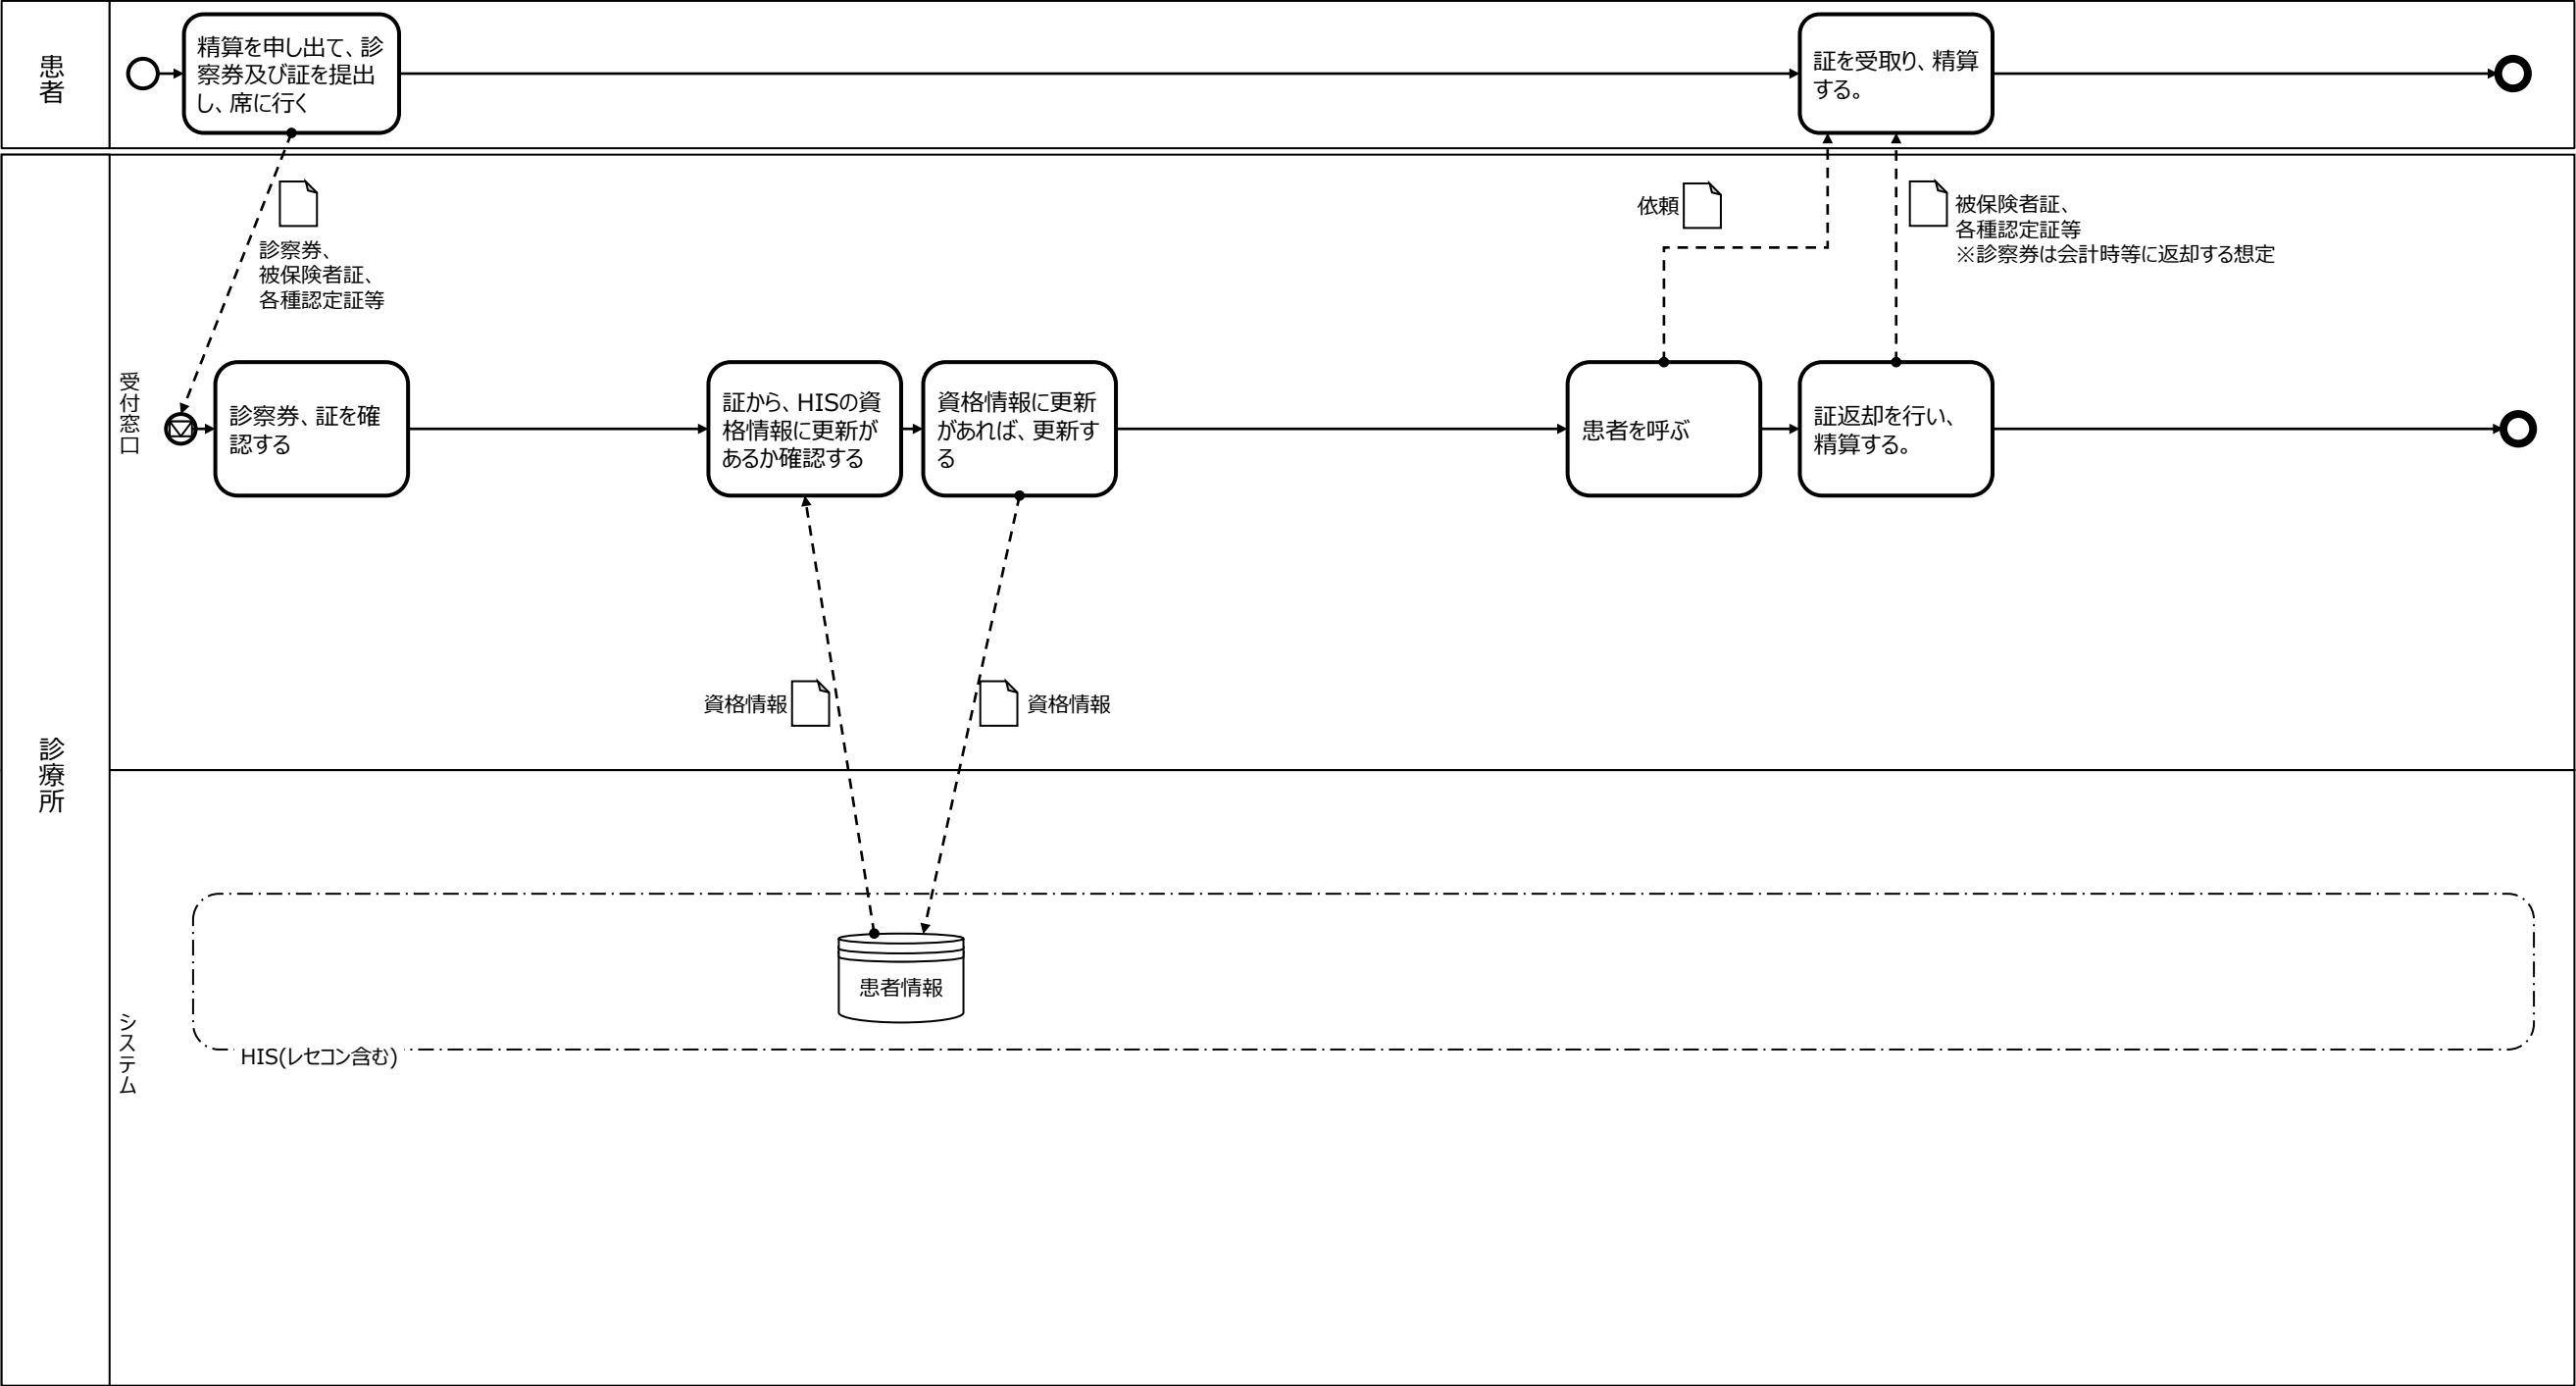 患者
精算を申し出て、診
察券及び証を提出
し、席に行く
証を受取り、精算
する。
診療所
受付窓口
診察券、
被保険者証、
各種認定証等
依頼
被保険者証、
各種認定証等
※診察券は会計時等に返却する想定
診察券、証を確
認する
証から、HISの資
格情報に更新が
あるか確認する
資格情報に更新
があれば、更新す
る
患者を呼ぶ
証返却を行い、
精算する。
資格情報
資格情報
システム
患者情報
HIS(レセコン含む)